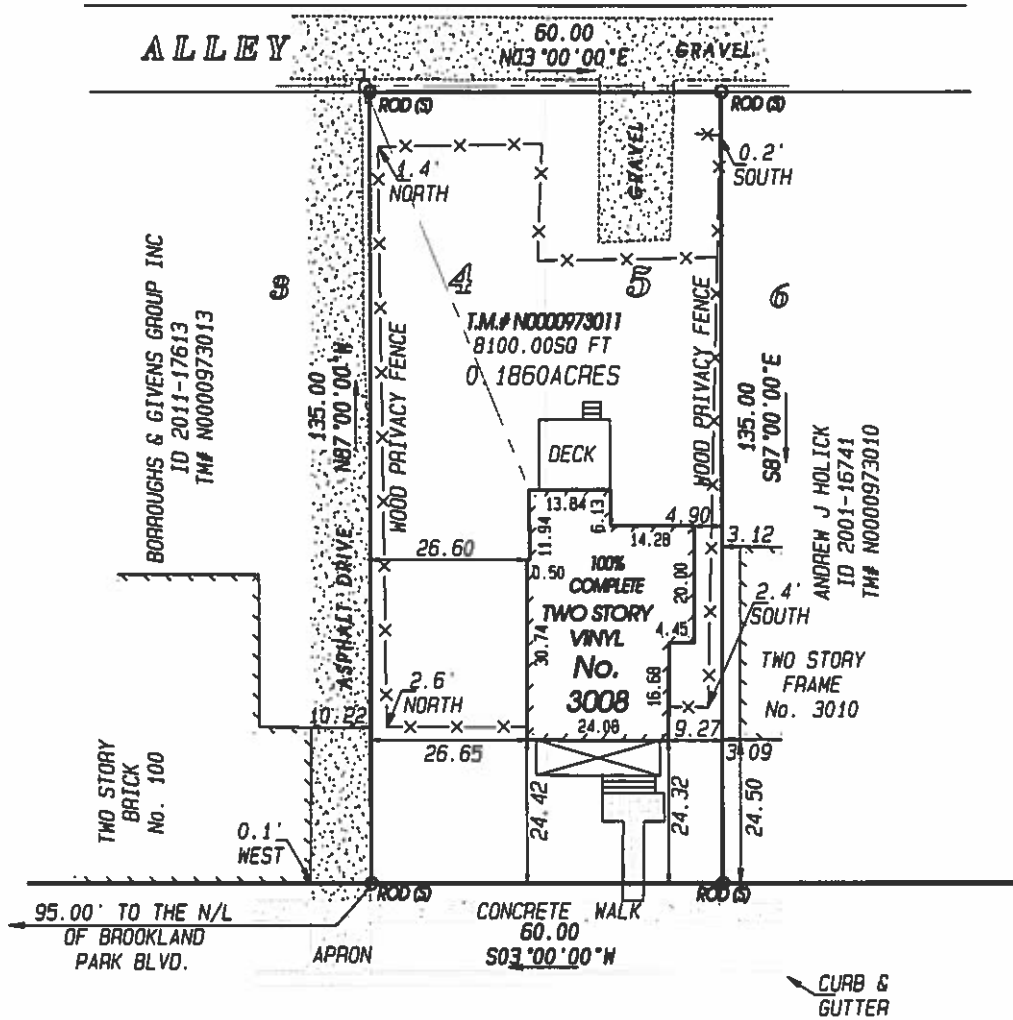 ALLEY
60.00
N03°00'00"E
GRAVEL
ROD (S)
ROD (S)
GRAVEL
0.2'
SOUTH
1.4'
NORTH
3
4
5
6
T.M.# N0000973011
8100.00SQ FT
0.1860ACRES
BORROUGHS & GIVENS GROUP INC
ID 2011-17613
TM# N0000973013
135.00
N87°00'00"W
WOOD PRIVACY FENCE
ASPHALT DRIVE
WOOD PRIVACY FENCE
135.00
S87°00'00"E
ANDREW J HOLICK
ID 2001-16741
TM# N0000973010
DECK
13.84
6.13
11.94
4.90
14.28
3.12
26.60
0.50
100%
COMPLETE
TWO STORY
VINYL
No.
3008
20.00
4.45
30.74
16.68
24.08
2.4'
SOUTH
TWO STORY
FRAME
No. 3010
2.6'
NORTH
10.22
26.65
9.27
3.09
TWO STORY
BRICK
No. 100
24.42
24.32
24.50
0.1'
WEST
ROD (S)
ROD (S)
95.00' TO THE N/L
OF BROOKLAND
PARK BLVD.
CONCRETE WALK
60.00
S03°00'00"W
APRON
CURB &
GUTTER